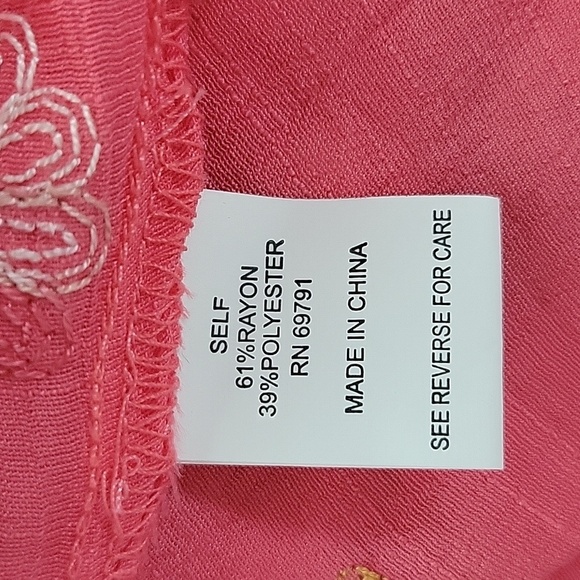 SELF
61%RAYON
39%POLYESTER
RN 69791
MADE IN CHINA
SEE REVERSE FOR CARE